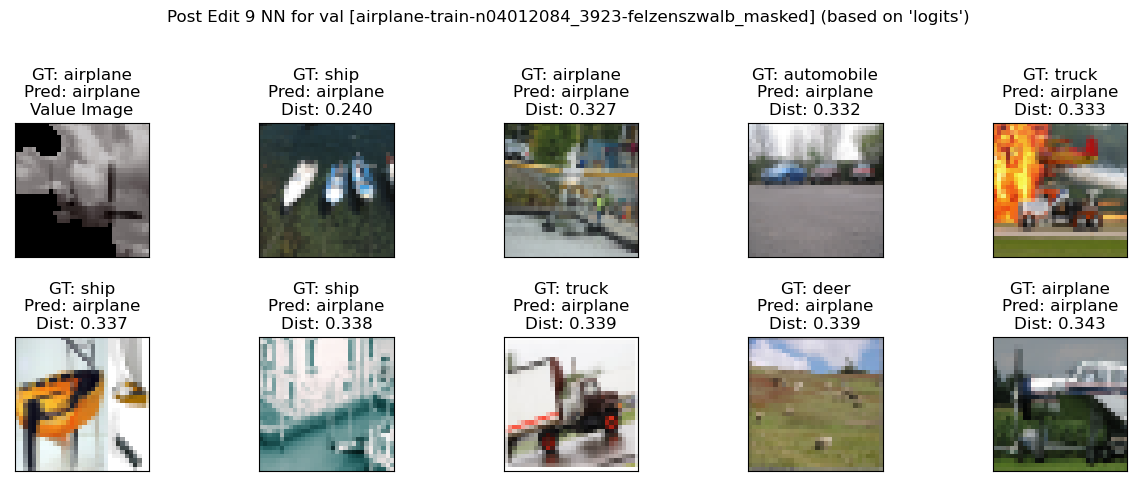 Post Edit 9 NN for val [airplane-train-n04012084_3923-felzenszwalb_masked] (based on 'logits')
GT: airplane
Pred: airplane
Value Image
GT: ship
Pred: airplane
Dist: 0.240
GT: airplane
Pred: airplane
Dist: 0.327
GT: automobile
Pred: airplane
Dist: 0.332
GT: truck
Pred: airplane
Dist: 0.333
GT: ship
Pred: airplane
Dist: 0.337
GT: ship
Pred: airplane
Dist: 0.338
GT: truck
Pred: airplane
Dist: 0.339
GT: deer
Pred: airplane
Dist: 0.339
GT: airplane
Pred: airplane
Dist: 0.343